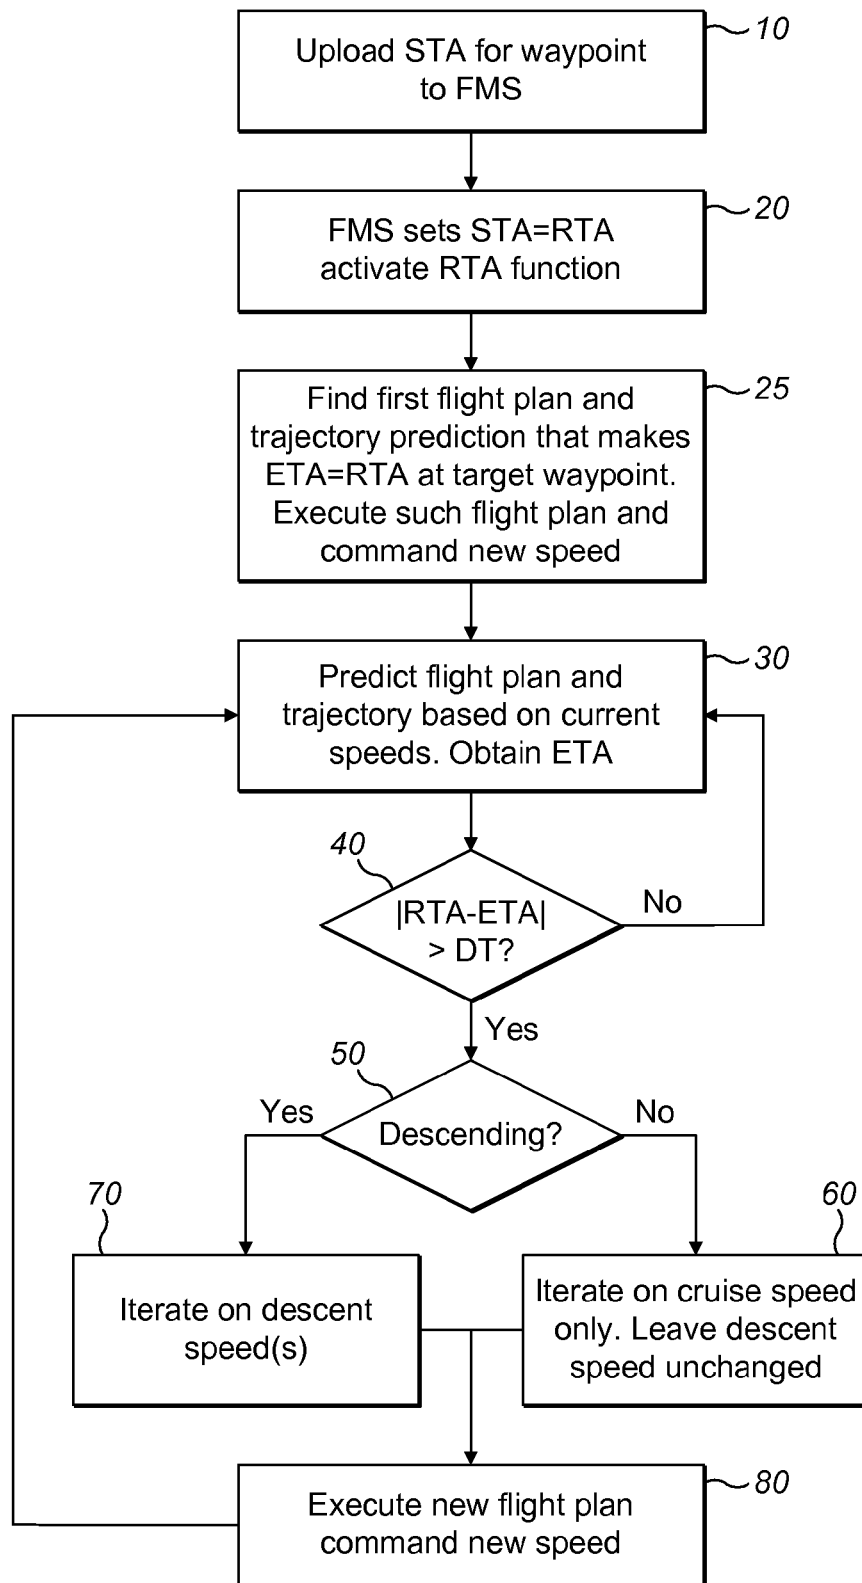 10
Upload STA for waypoint
to FMS
20
FMS sets STA=RTA
activate RTA function
25
Find first flight plan and
trajectory prediction that makes
ETA=RTA at target waypoint.
Execute such flight plan and
command new speed
30
Predict flight plan and
trajectory based on current
speeds. Obtain ETA
40
|RTA-ETA|
> DT?
No
Yes
50
Descending?
Yes
No
70
Iterate on descent
speed(s)
60
Iterate on cruise speed
only. Leave descent
speed unchanged
80
Execute new flight plan
command new speed